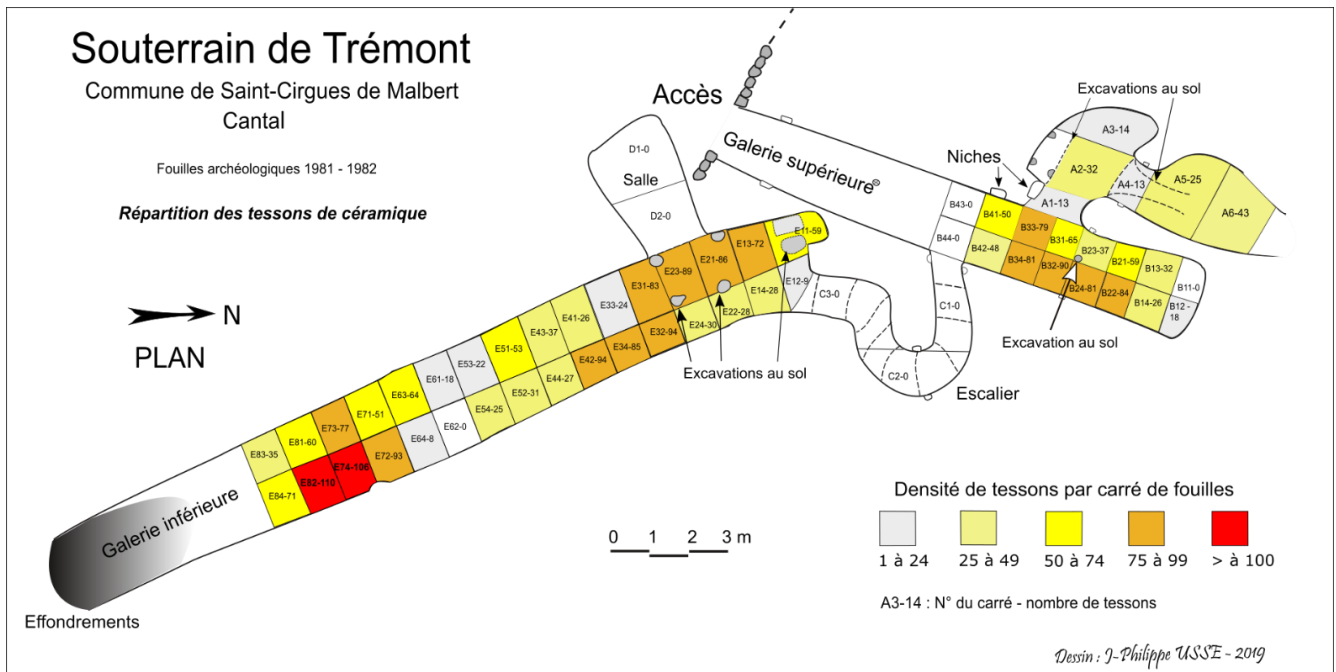 Souterrain de Trémont
Commune de Saint-Cirgues de Malbert
Cantal
Fouilles archéologiques 1981 - 1982
Répartition des tessons de céramique
N
PLAN
Accès
Galerie supérieure®
Niches
Excavations au sol
A3-14
A2-32
A4-13
A5-25
A6-43
A1-13
D1-0
Salle
D2-0
B43-0
B41-50
B33-79
B31-65
B23-37
B21-59
B13-32
B11-0
B44-0
B42-48
B34-81
B32-90
B24-81
B22-84
B14-26
B12 -
18
Excavation au sol
C1-0
C2-0
C3-0
Escalier
E11-59
E12-9
E13-72
E14-28
E21-86
E22-28
E23-89
E24-30
E31-83
E32-94
E33-24
E34-85
E41-26
E42-94
E43-37
E44-27
E51-53
E52-31
E53-22
E54-25
E61-18
E62-0
E63-64
E64-8
E71-51
E72-93
E73-77
E74-106
E81-60
E82-110
E83-35
E84-71
Excavations au sol
Galerie inférieure
Effondrements
0 1 2 3 m
Densité de tessons par carré de fouilles
1 à 24 25 à 49 50 à 74 75 à 99 > à 100
A3-14 : N° du carré - nombre de tessons
Dessin : J-Philippe USSE - 2019